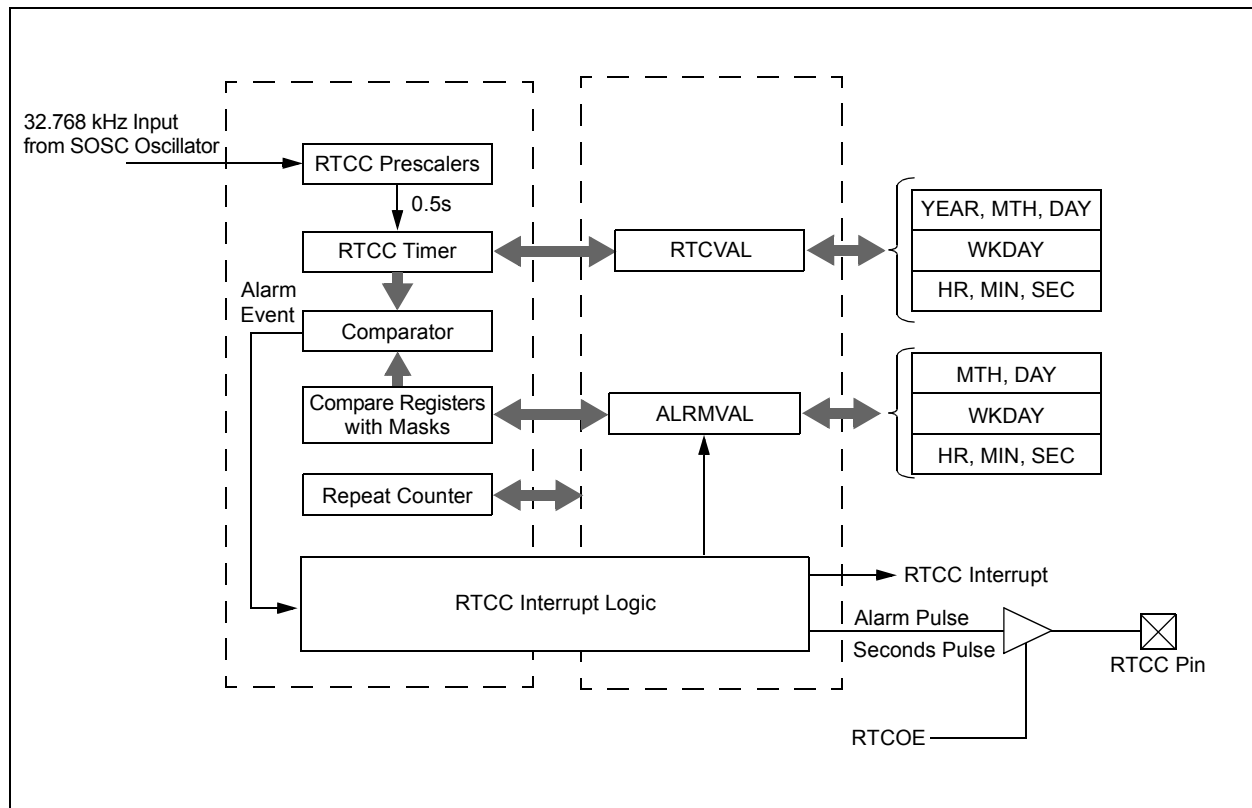 32.768 kHz Input
from SOSC Oscillator
RTCC Prescalers
0.5s
RTCC Timer
RTCVAL
YEAR, MTH, DAY
WKDAY
HR, MIN, SEC
Alarm
Event
Comparator
Compare Registers
with Masks
ALRMVAL
MTH, DAY
WKDAY
HR, MIN, SEC
Repeat Counter
RTCC Interrupt Logic
RTCC Interrupt
Alarm Pulse
Seconds Pulse
RTCC Pin
RTCOE